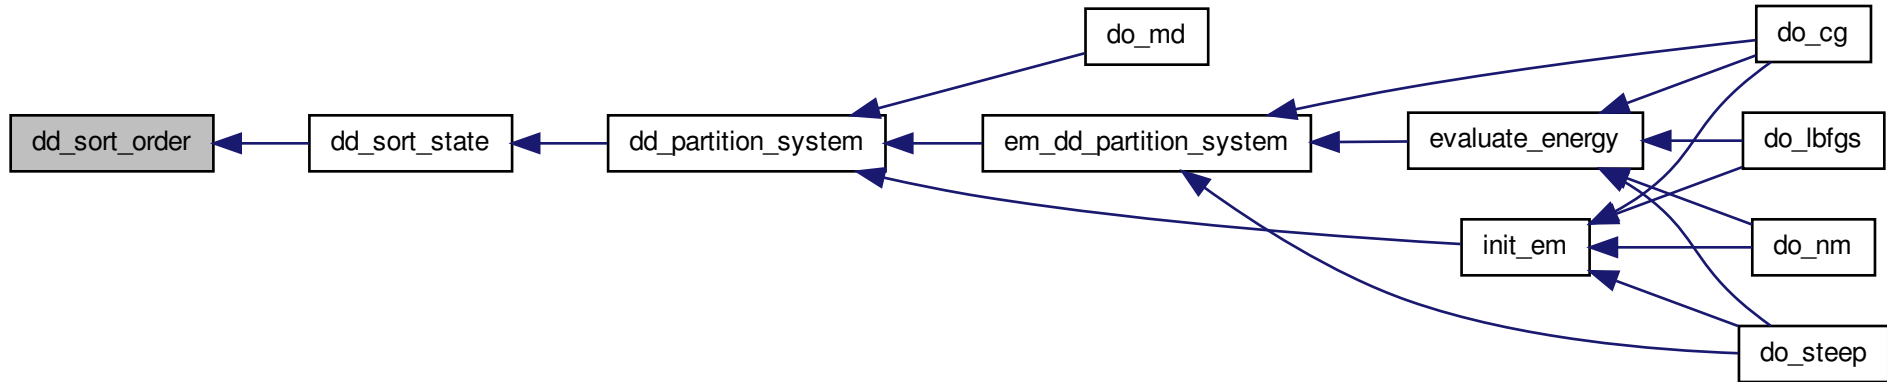 dd_sort_order
dd_sort_state
dd_partition_system
do_md
em_dd_partition_system
evaluate_energy
init_em
do_cg
do_lbfgs
do_nm
do_steep